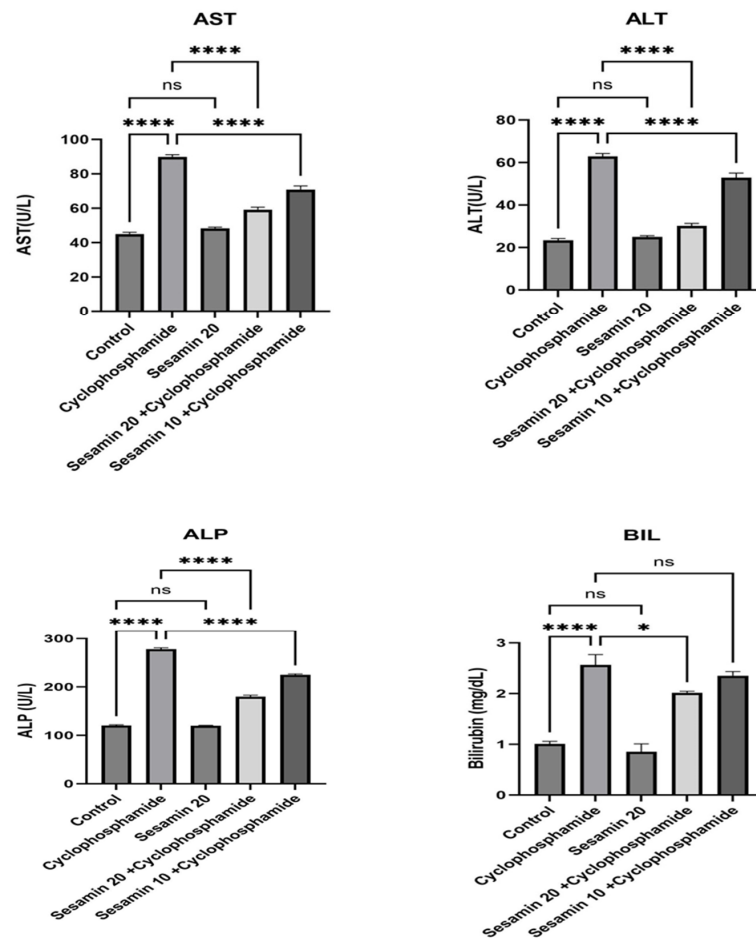 AST
****
ns
****
****
AST(U/L)
100
80
60
40
20
0
Control
Cyclophosphamide
Sesamin 20
Sesamin 20 +Cyclophosphamide
Sesamin 10 +Cyclophosphamide
ALT
****
ns
****
****
ALT(U/L)
80
60
40
20
0
Control
Cyclophosphamide
Sesamin 20
Sesamin 20 +Cyclophosphamide
Sesamin 10 +Cyclophosphamide
ALP
****
ns
****
****
ALP (U/L)
300
200
100
0
Control
Cyclophosphamide
Sesamin 20
Sesamin 20 +Cyclophosphamide
Sesamin 10 +Cyclophosphamide
BIL
ns
ns
****
*
Bilirubin (mg/dL)
3
2
1
0
Control
Cyclophosphamide
Sesamin 20
Sesamin 20 +Cyclophosphamide
Sesamin 10 +Cyclophosphamide